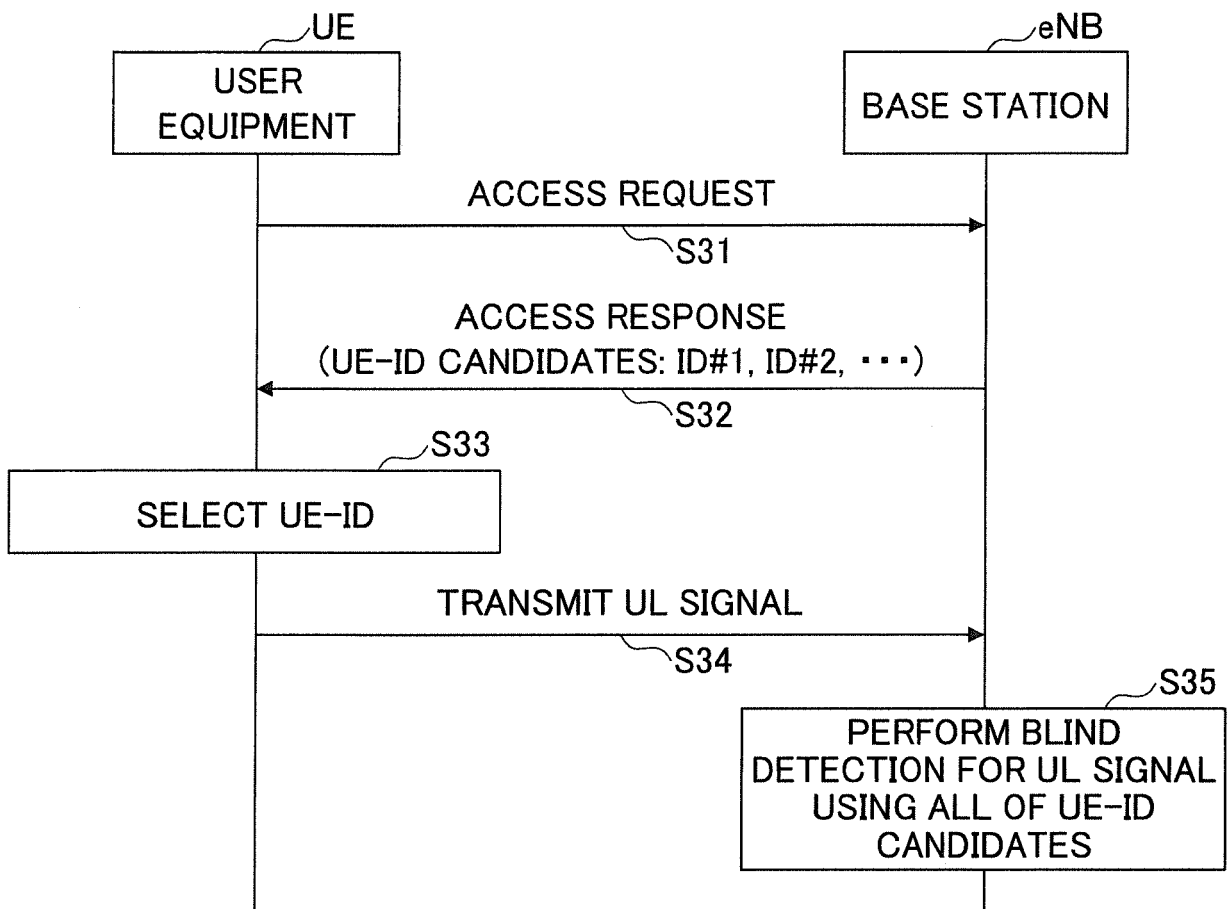 UE
eNB
USER
EQUIPMENT
BASE STATION
ACCESS REQUEST
S31
ACCESS RESPONSE
(UE-ID CANDIDATES: ID#1, ID#2, ･･･)
S32
S33
SELECT UE-ID
TRANSMIT UL SIGNAL
S34
S35
PERFORM BLIND
DETECTION FOR UL SIGNAL
USING ALL OF UE-ID
CANDIDATES